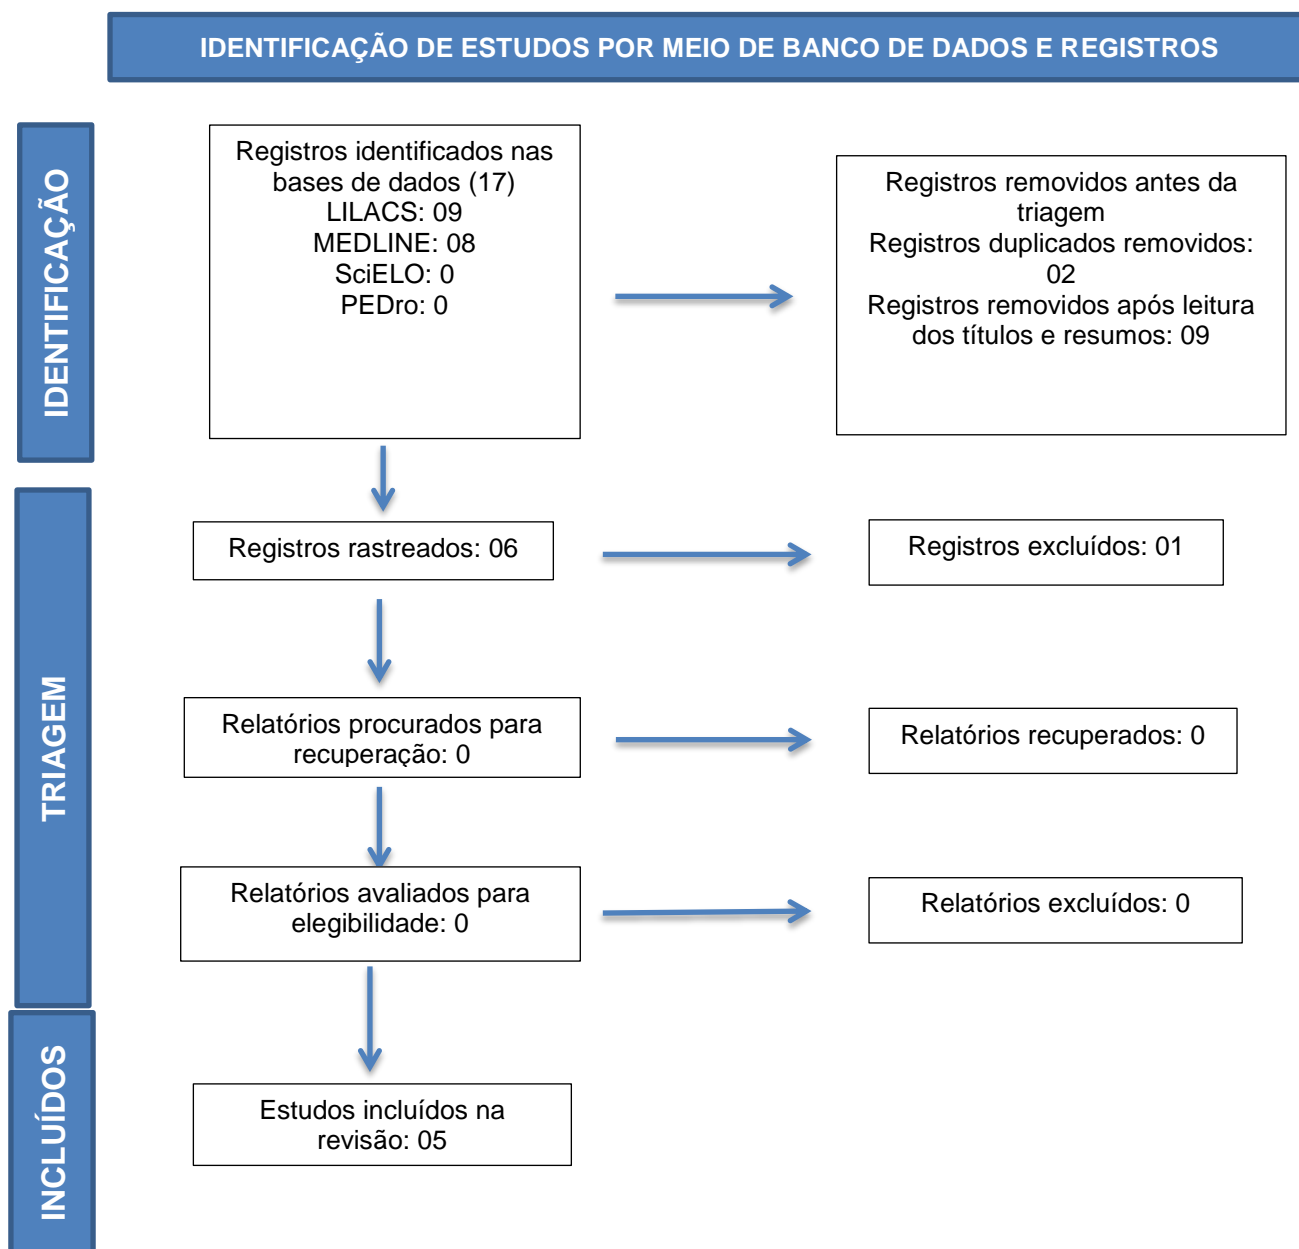 IDENTIFICAÇÃO DE ESTUDOS POR MEIO DE BANCO DE DADOS E REGISTROS
IDENTIFICAÇÃO
Registros identificados nas
bases de dados (17)
LILACS: 09
MEDLINE: 08
SciELO: 0
PEDro: 0
Registros removidos antes da
triagem
Registros duplicados removidos:
02
Registros removidos após leitura
dos títulos e resumos: 09
TRIAGEM
Registros rastreados: 06
Registros excluídos: 01
Relatórios procurados para
recuperação: 0
Relatórios recuperados: 0
Relatórios avaliados para
elegibilidade: 0
Relatórios excluídos: 0
INCLUÍDOS
Estudos incluídos na
revisão: 05